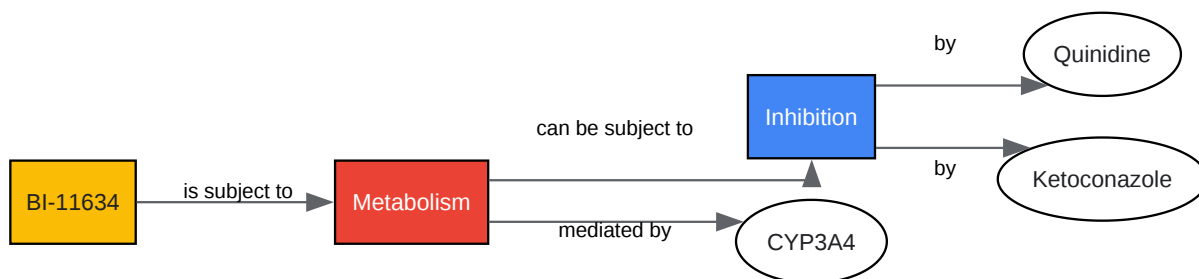 by
Quinidine
Inhibition
can be subject to
by
Ketoconazole
BI-11634
is subject to
Metabolism
mediated by
CYP3A4